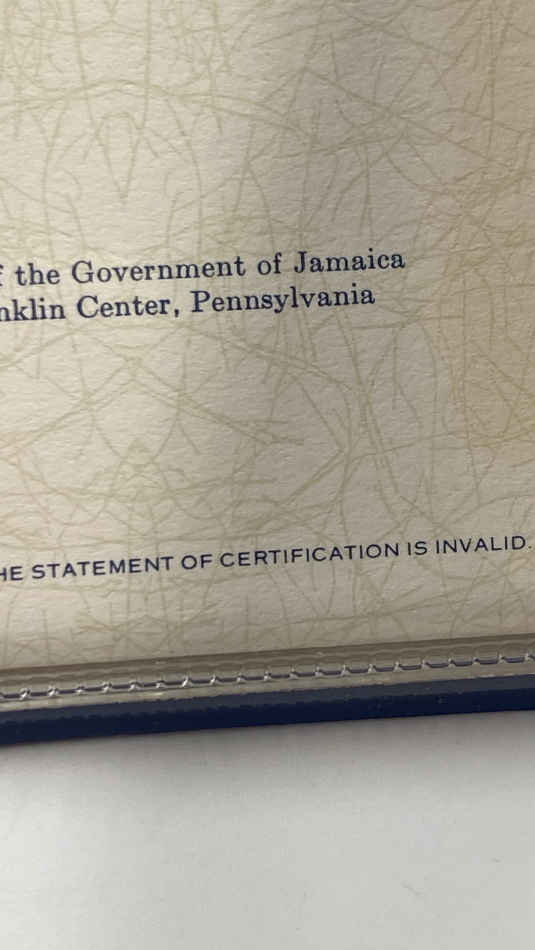 the Government of Jamaica
Center, Pennsylvania
STATEMENT OF CERTIFICATION IS INVALID.